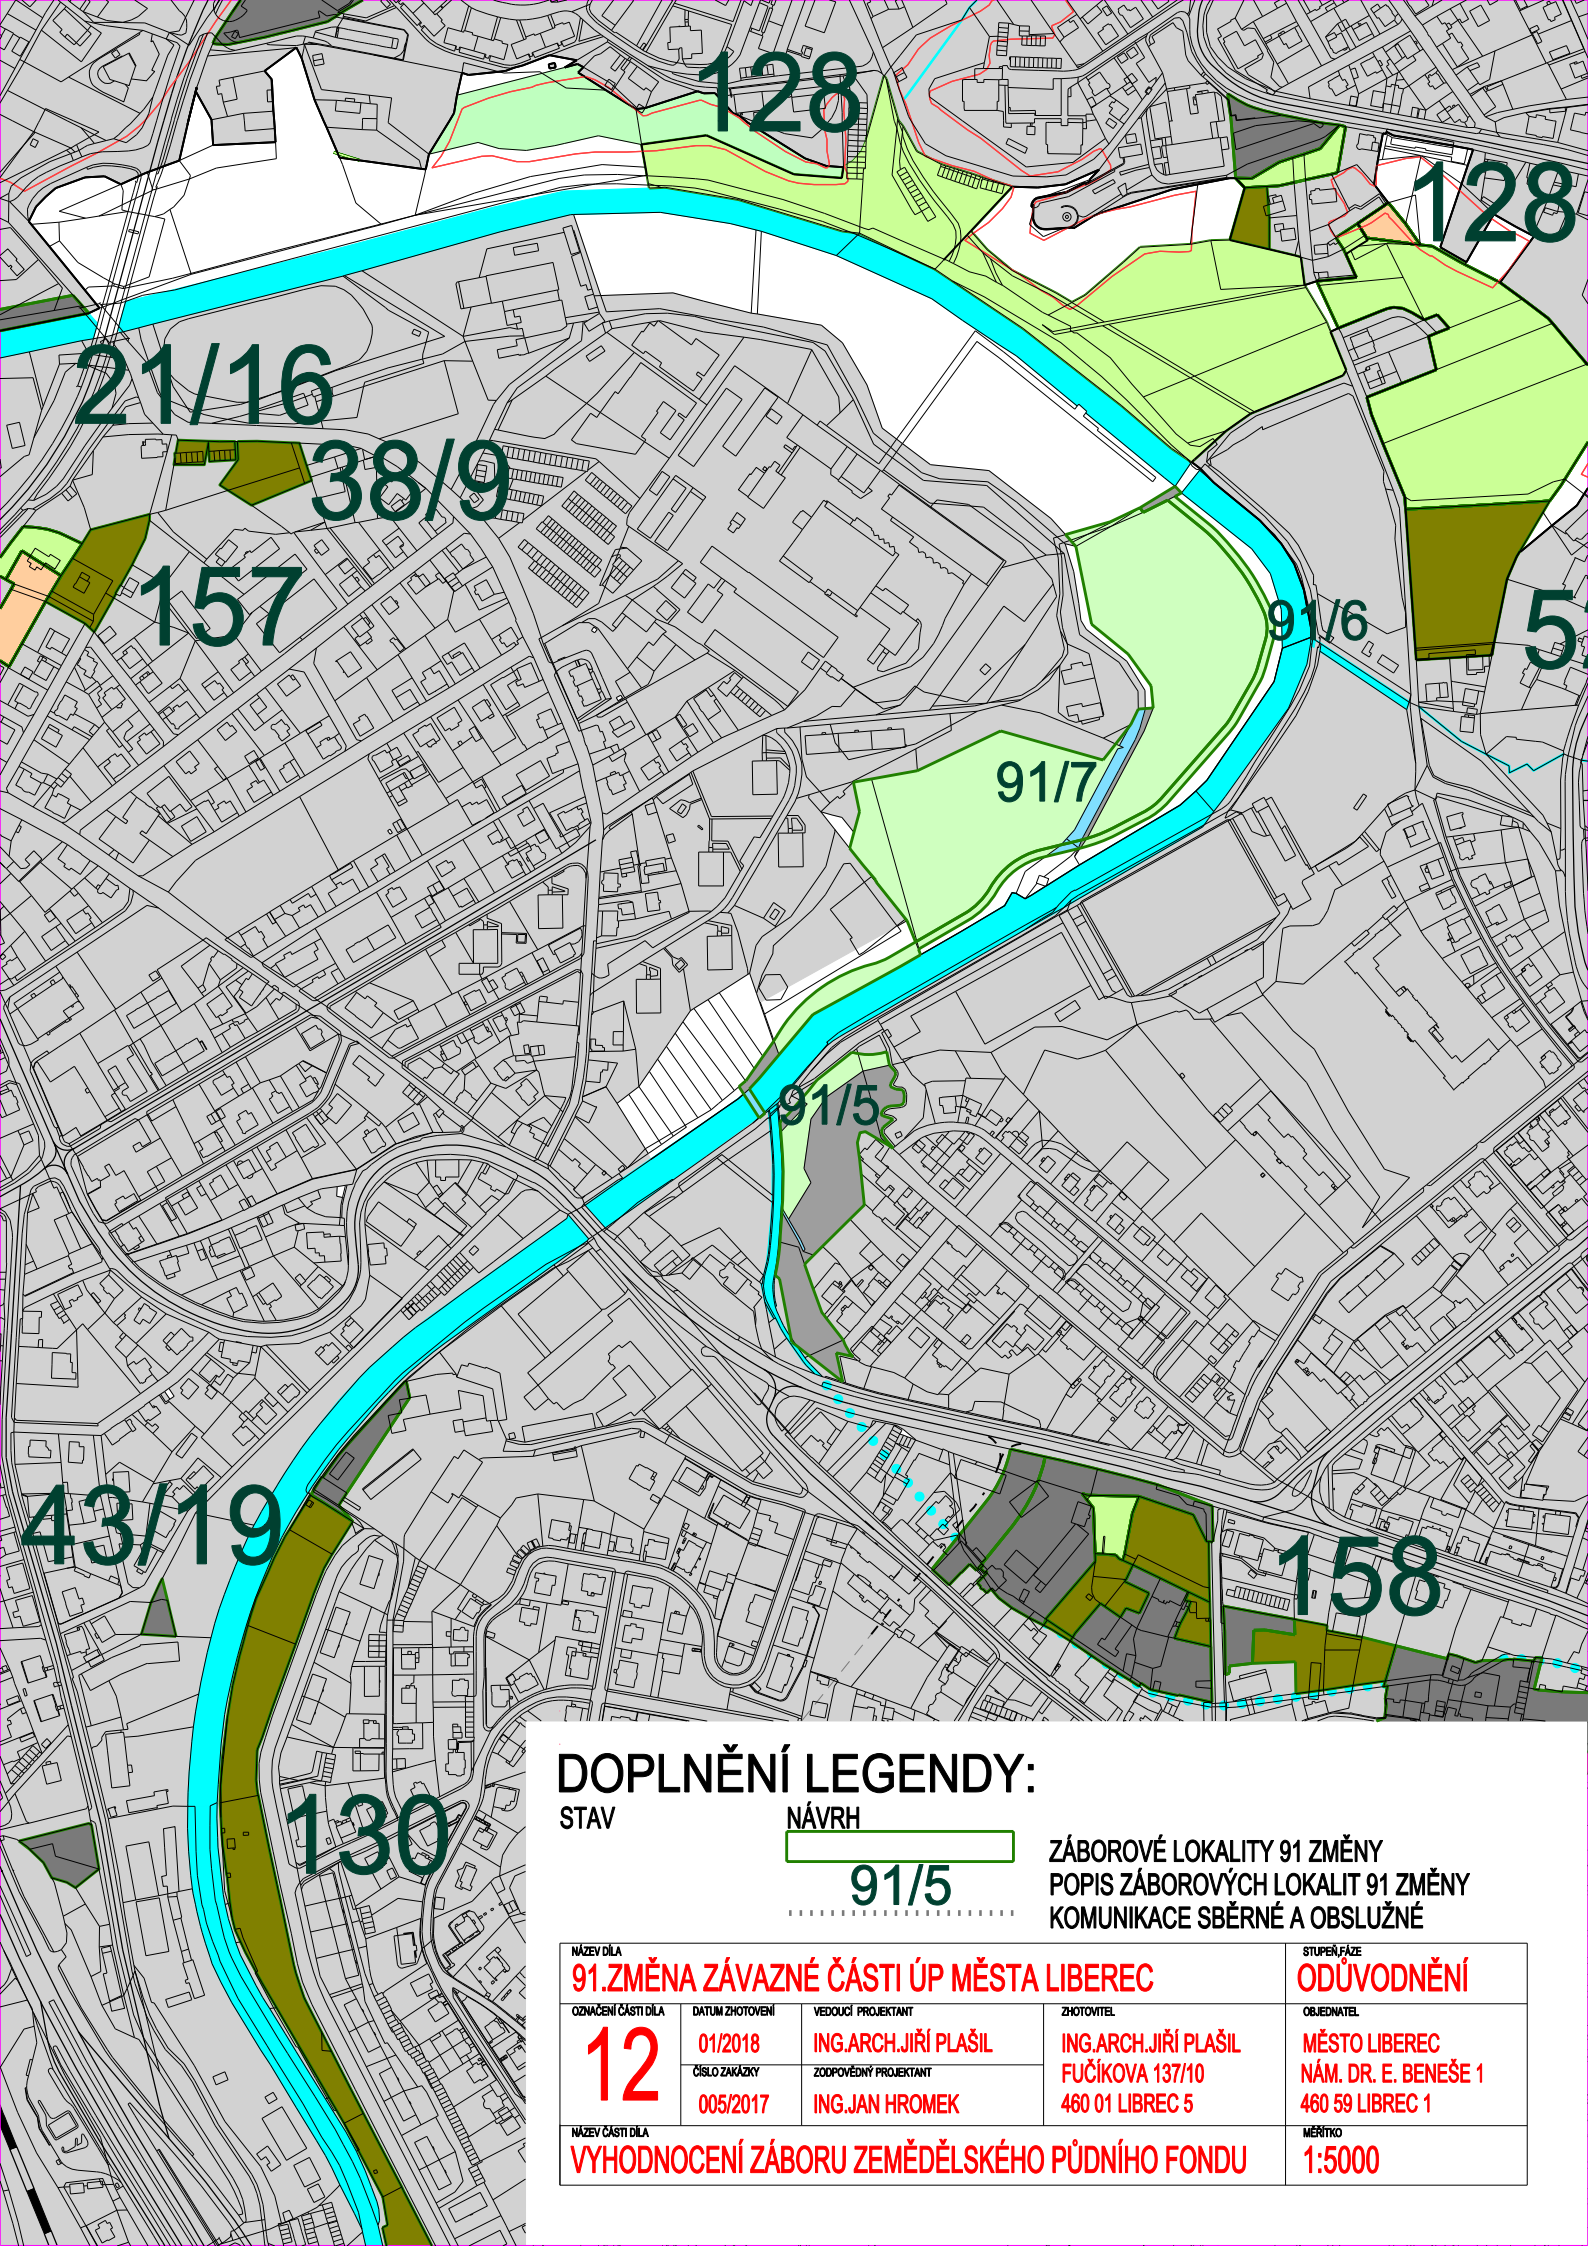 128
128
21/16
38/9
157
91/6
91/7
91/5
43/19
158
130
DOPLNĚNÍ LEGENDY:
STAV NÁVRH
ZÁBOROVÉ LOKALITY 91 ZMĚNY
91/5 POPIS ZÁBOROVÝCH LOKALIT 91 ZMĚNY
KOMUNIKACE SBĚRNÉ A OBSLUŽNÉ
NÁZEV DÍLA
91.ZMĚNA ZÁVAZNÉ ČÁSTI ÚP MĚSTA LIBEREC
STUPEŇ,FÁZE
ODŮVODNĚNÍ
OZNAČENÍ ČÁSTI DÍLA
12
DATUM ZHOTOVENÍ
01/2018
ČÍSLO ZAKÁZKY
005/2017
VEDOUCÍ PROJEKTANT
ING.ARCH.JIŘÍ PLAŠIL
ZODPOVĚDNÝ PROJEKTANT
ING.JAN HROMEK
ZHOTOVITEL
ING.ARCH.JIŘÍ PLAŠIL
FUČÍKOVA 137/10
460 01 LIBREC 5
OBJEDNATEL
MĚSTO LIBEREC
NÁM. DR. E. BENEŠE 1
460 59 LIBREC 1
NÁZEV ČÁSTI DÍLA
VYHODNOCENÍ ZÁBORU ZEMĚDĚLSKÉHO PŮDNÍHO FONDU
MĚŘÍTKO
1:5000